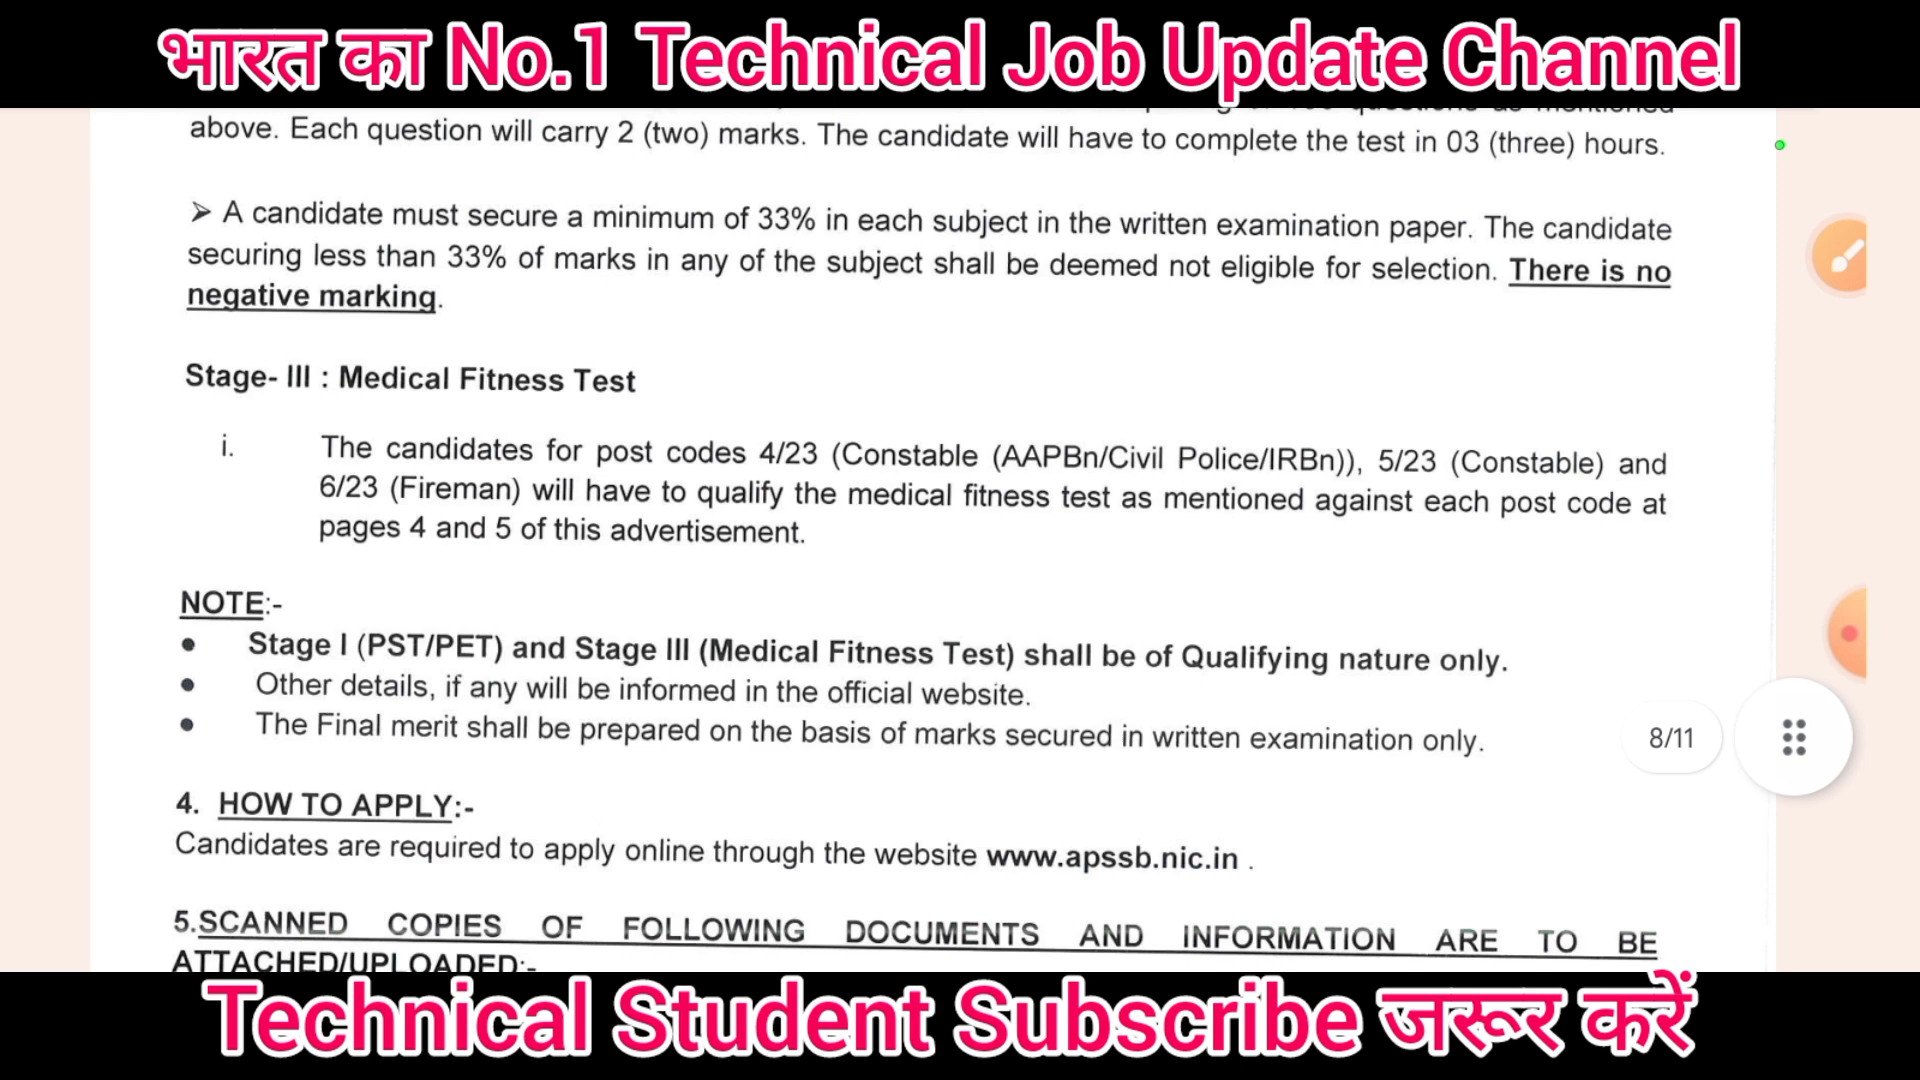 भारत का No.1 Technical Job Update Channel
above. Each question will carry 2 (two) marks. The candidate will have to complete the test in 03 (three) hours.
➢ A candidate must secure a minimum of 33% in each subject in the written examination paper. The candidate
securing less than 33% of marks in any of the subject shall be deemed not eligible for selection. There is no
negative marking.
Stage- III : Medical Fitness Test
i. The candidates for post codes 4/23 (Constable (AAPBn/Civil Police/IRBn)), 5/23 (Constable) and
6/23 (Fireman) will have to qualify the medical fitness test as mentioned against each post code at
pages 4 and 5 of this advertisement.
NOTE:-
• Stage I (PST/PET) and Stage III (Medical Fitness Test) shall be of Qualifying nature only.
• Other details, if any will be informed in the official website.
• The Final merit shall be prepared on the basis of marks secured in written examination only.
8/11
4. HOW TO APPLY:-
Candidates are required to apply online through the website www.apssb.nic.in .
5.SCANNED COPIES OF FOLLOWING DOCUMENTS AND INFORMATION ARE TO BE
ATTACHED/UPLOADED:-
Technical Student Subscribe जरूर करें